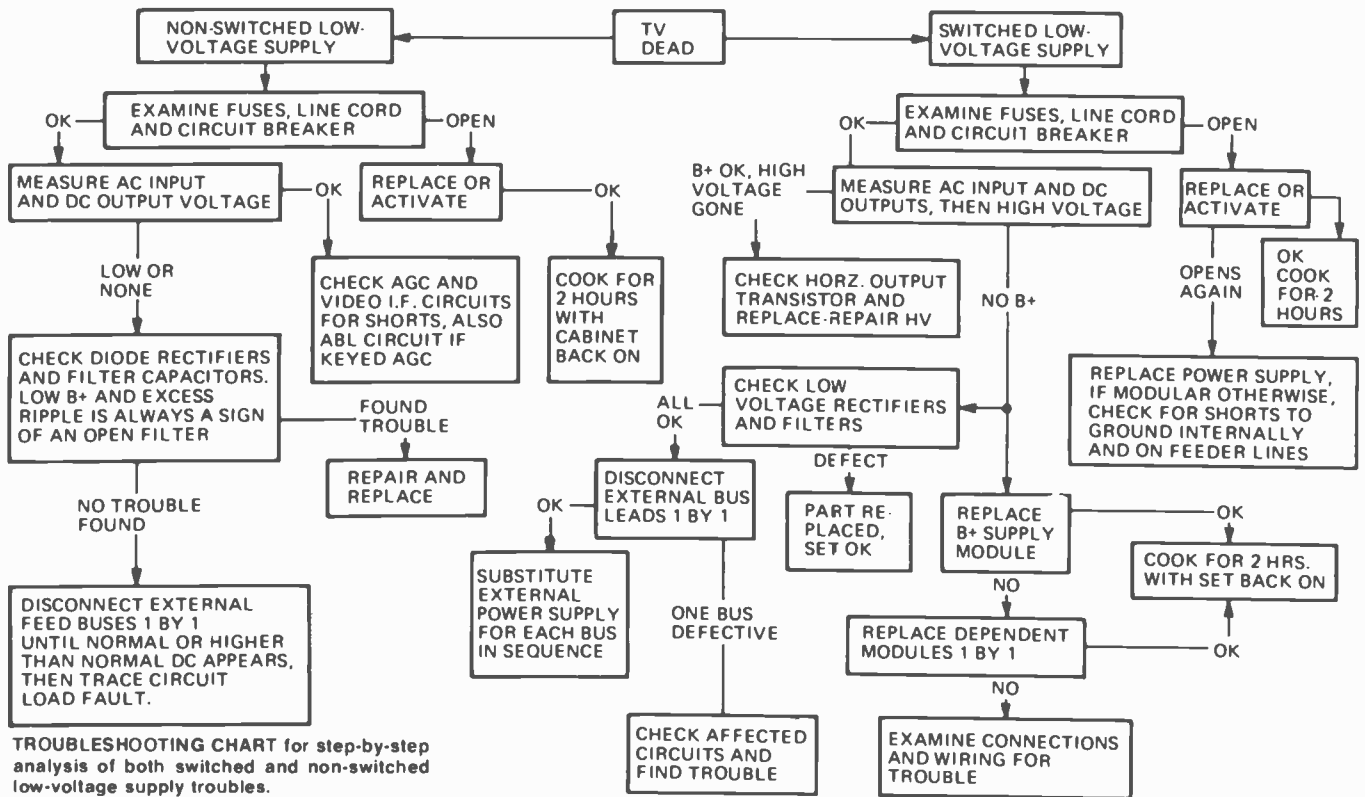 NON-SWITCHED LOW-
VOLTAGE SUPPLY
TV
DEAD
SWITCHED LOW-
VOLTAGE SUPPLY
EXAMINE FUSES, LINE CORD
AND CIRCUIT BREAKER
OK
OPEN
MEASURE AC INPUT
AND DC OUTPUT VOLTAGE
OK
REPLACE OR
ACTIVATE
OK
LOW OR
NONE
CHECK AGC AND
VIDEO I.F. CIRCUITS
FOR SHORTS, ALSO
ABL CIRCUIT IF
KEYED AGC
COOK FOR
2 HOURS
WITH
CABINET
BACK ON
CHECK DIODE RECTIFIERS
AND FILTER CAPACITORS.
LOW B+ AND EXCESS
RIPPLE IS ALWAYS A SIGN
OF AN OPEN FILTER
FOUND
TROUBLE
REPAIR AND
REPLACE
NO TROUBLE
FOUND
DISCONNECT EXTERNAL
FEED BUSES 1 BY 1
UNTIL NORMAL OR HIGHER
THAN NORMAL DC APPEARS,
THEN TRACE CIRCUIT
LOAD FAULT.
EXAMINE FUSES, LINE CORD
AND CIRCUIT BREAKER
OK
OPEN
B+ OK, HIGH
VOLTAGE
GONE
MEASURE AC INPUT AND DC
OUTPUTS, THEN HIGH VOLTAGE
REPLACE OR
ACTIVATE
OPENS
AGAIN
OK
COOK
FOR-2
HOURS
CHECK HORZ. OUTPUT
TRANSISTOR AND
REPLACE-REPAIR HV
NO B+
REPLACE POWER SUPPLY,
IF MODULAR OTHERWISE,
CHECK FOR SHORTS TO
GROUND INTERNALLY
AND ON FEEDER LINES
CHECK LOW
VOLTAGE RECTIFIERS
AND FILTERS
ALL
OK
DEFECT
DISCONNECT
EXTERNAL BUS
LEADS 1 BY 1
OK
PART RE-
PLACED,
SET OK
REPLACE
B+ SUPPLY
MODULE
OK
COOK FOR 2 HRS.
WITH SET BACK ON
SUBSTITUTE
EXTERNAL
POWER SUPPLY
FOR EACH BUS
IN SEQUENCE
ONE BUS
DEFECTIVE
NO
REPLACE DEPENDENT
MODULES 1 BY 1
OK
NO
CHECK AFFECTED
CIRCUITS AND
FIND TROUBLE
EXAMINE CONNECTIONS
AND WIRING FOR
TROUBLE
TROUBLESHOOTING CHART for step-by-step
analysis of both switched and non-switched
low-voltage supply troubles.